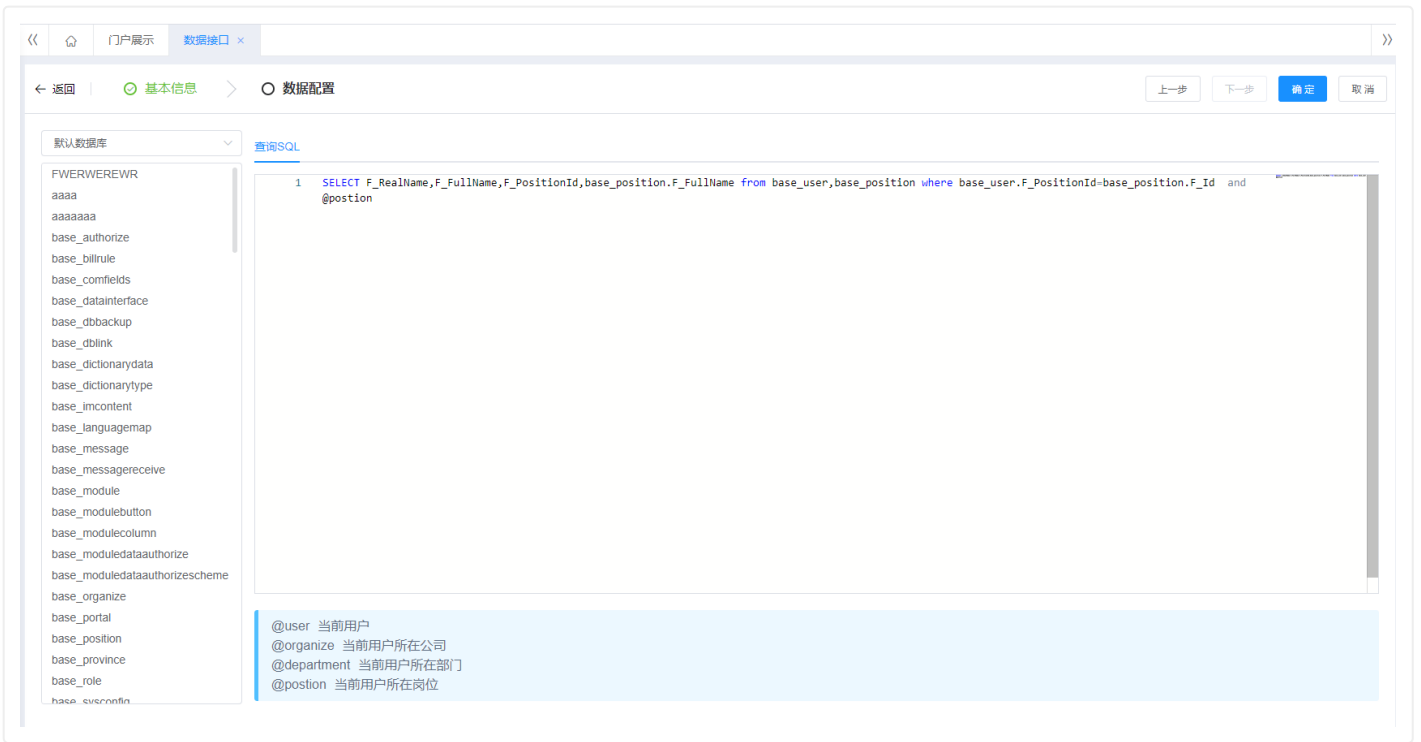 门户展示 数据接口 ×
返回 基本信息 数据配置 上一步 下一步 确定 取消
默认数据库
查询SQL
FWERWEREWR
aaaa
aaaaaaa
base_authorize
base_billrule
base_comfields
base_datainterface
base_dbbackup
base_dblink
base_dictionarydata
base_dictionarytype
base_imcontent
base_languagemap
base_message
base_messagereceive
base_module
base_modulebutton
base_modulecolumn
base_moduledataauthorize
base_moduledataauthorizescheme
base_organize
base_portal
base_position
base_province
base_role
base_sysconfig
1 SELECT F_RealName,F_FullName,F_PositionId,base_position.F_FullName from base_user,base_position where base_user.F_PositionId=base_position.F_Id and
@postion
@user 当前用户
@organize 当前用户所在公司
@department 当前用户所在部门
@postion 当前用户所在岗位